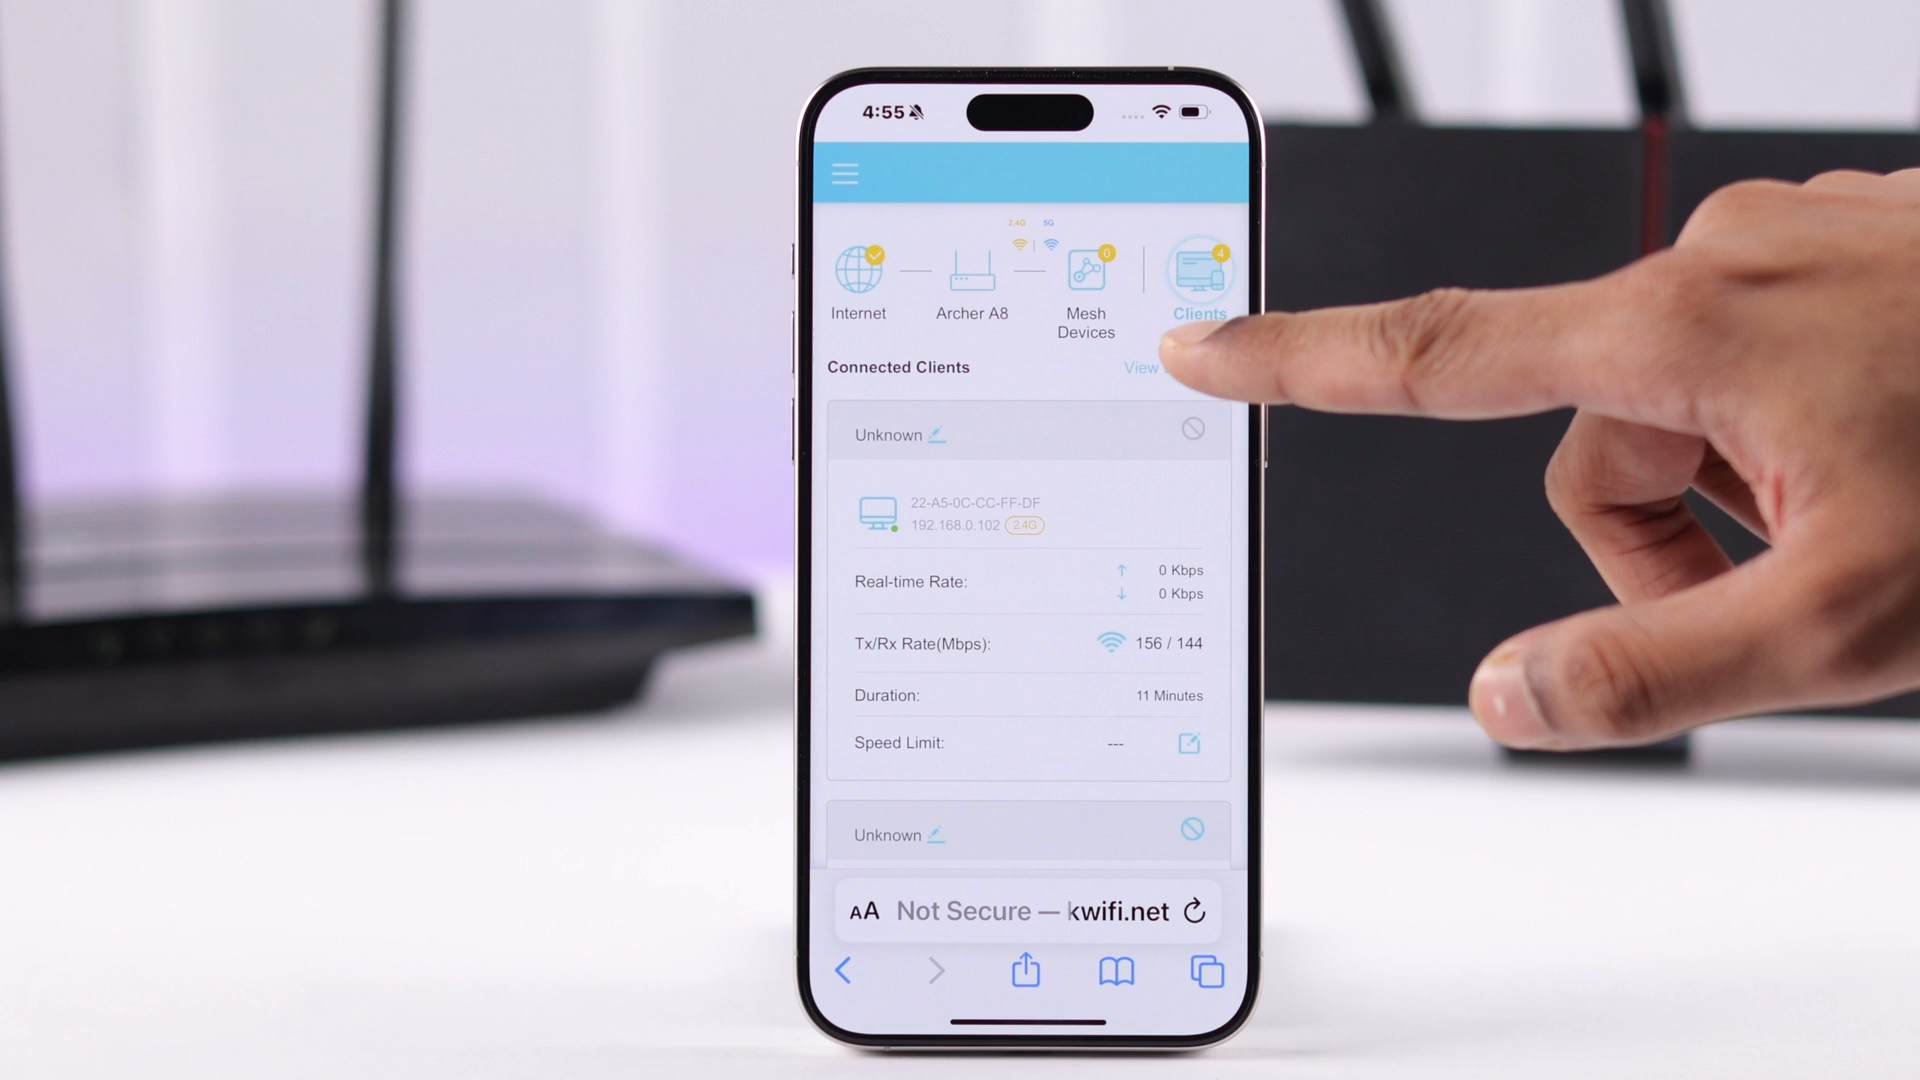 4:55
2.4G 5G
0
4
Internet
Archer A8
Mesh
Devices
Clients
Connected Clients
View
Unknown
22-A5-0C-CC-FF-DF
192.168.0.102 2.4G
Real-time Rate:
0 Kbps
0 Kbps
Tx/Rx Rate(Mbps):
156 / 144
Duration:
11 Minutes
Speed Limit:
---
Unknown
AA Not Secure — kwifi.net